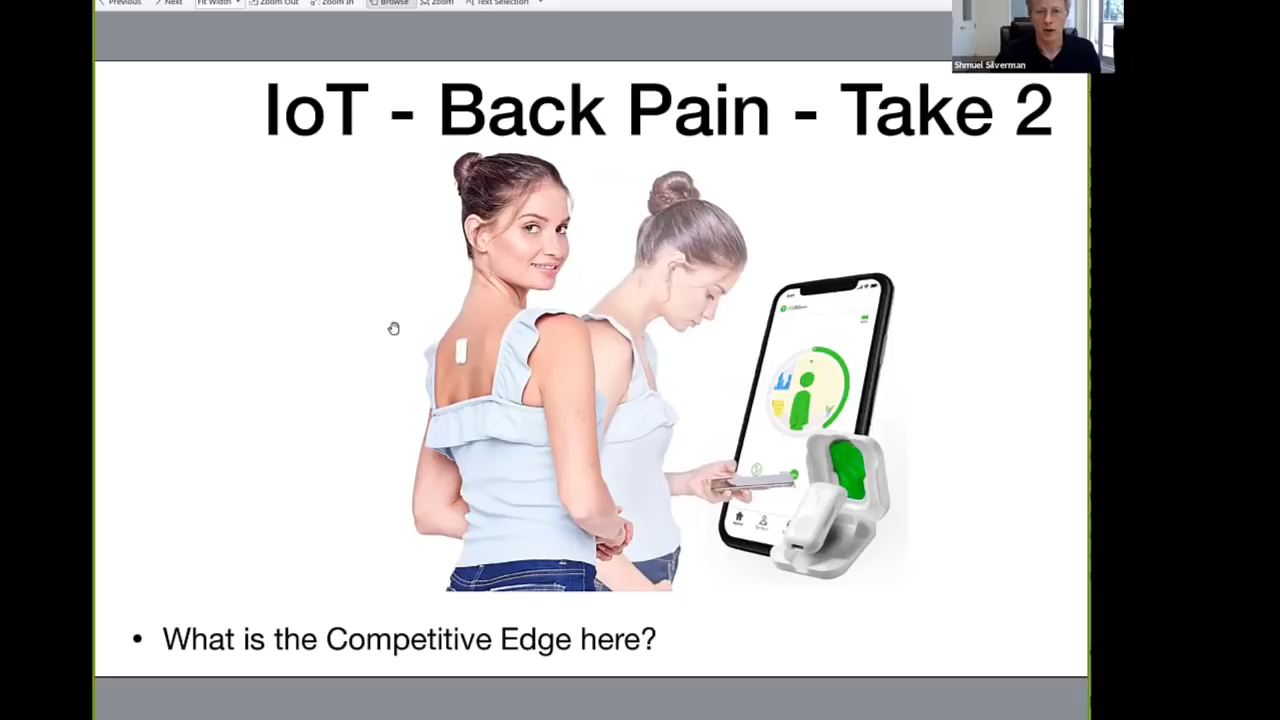 Previous Next Fit Width Zoom Out Zoom In Browse Zoom Text Selection
Shmuel Silverman
IoT - Back Pain - Take 2
• What is the Competitive Edge here?